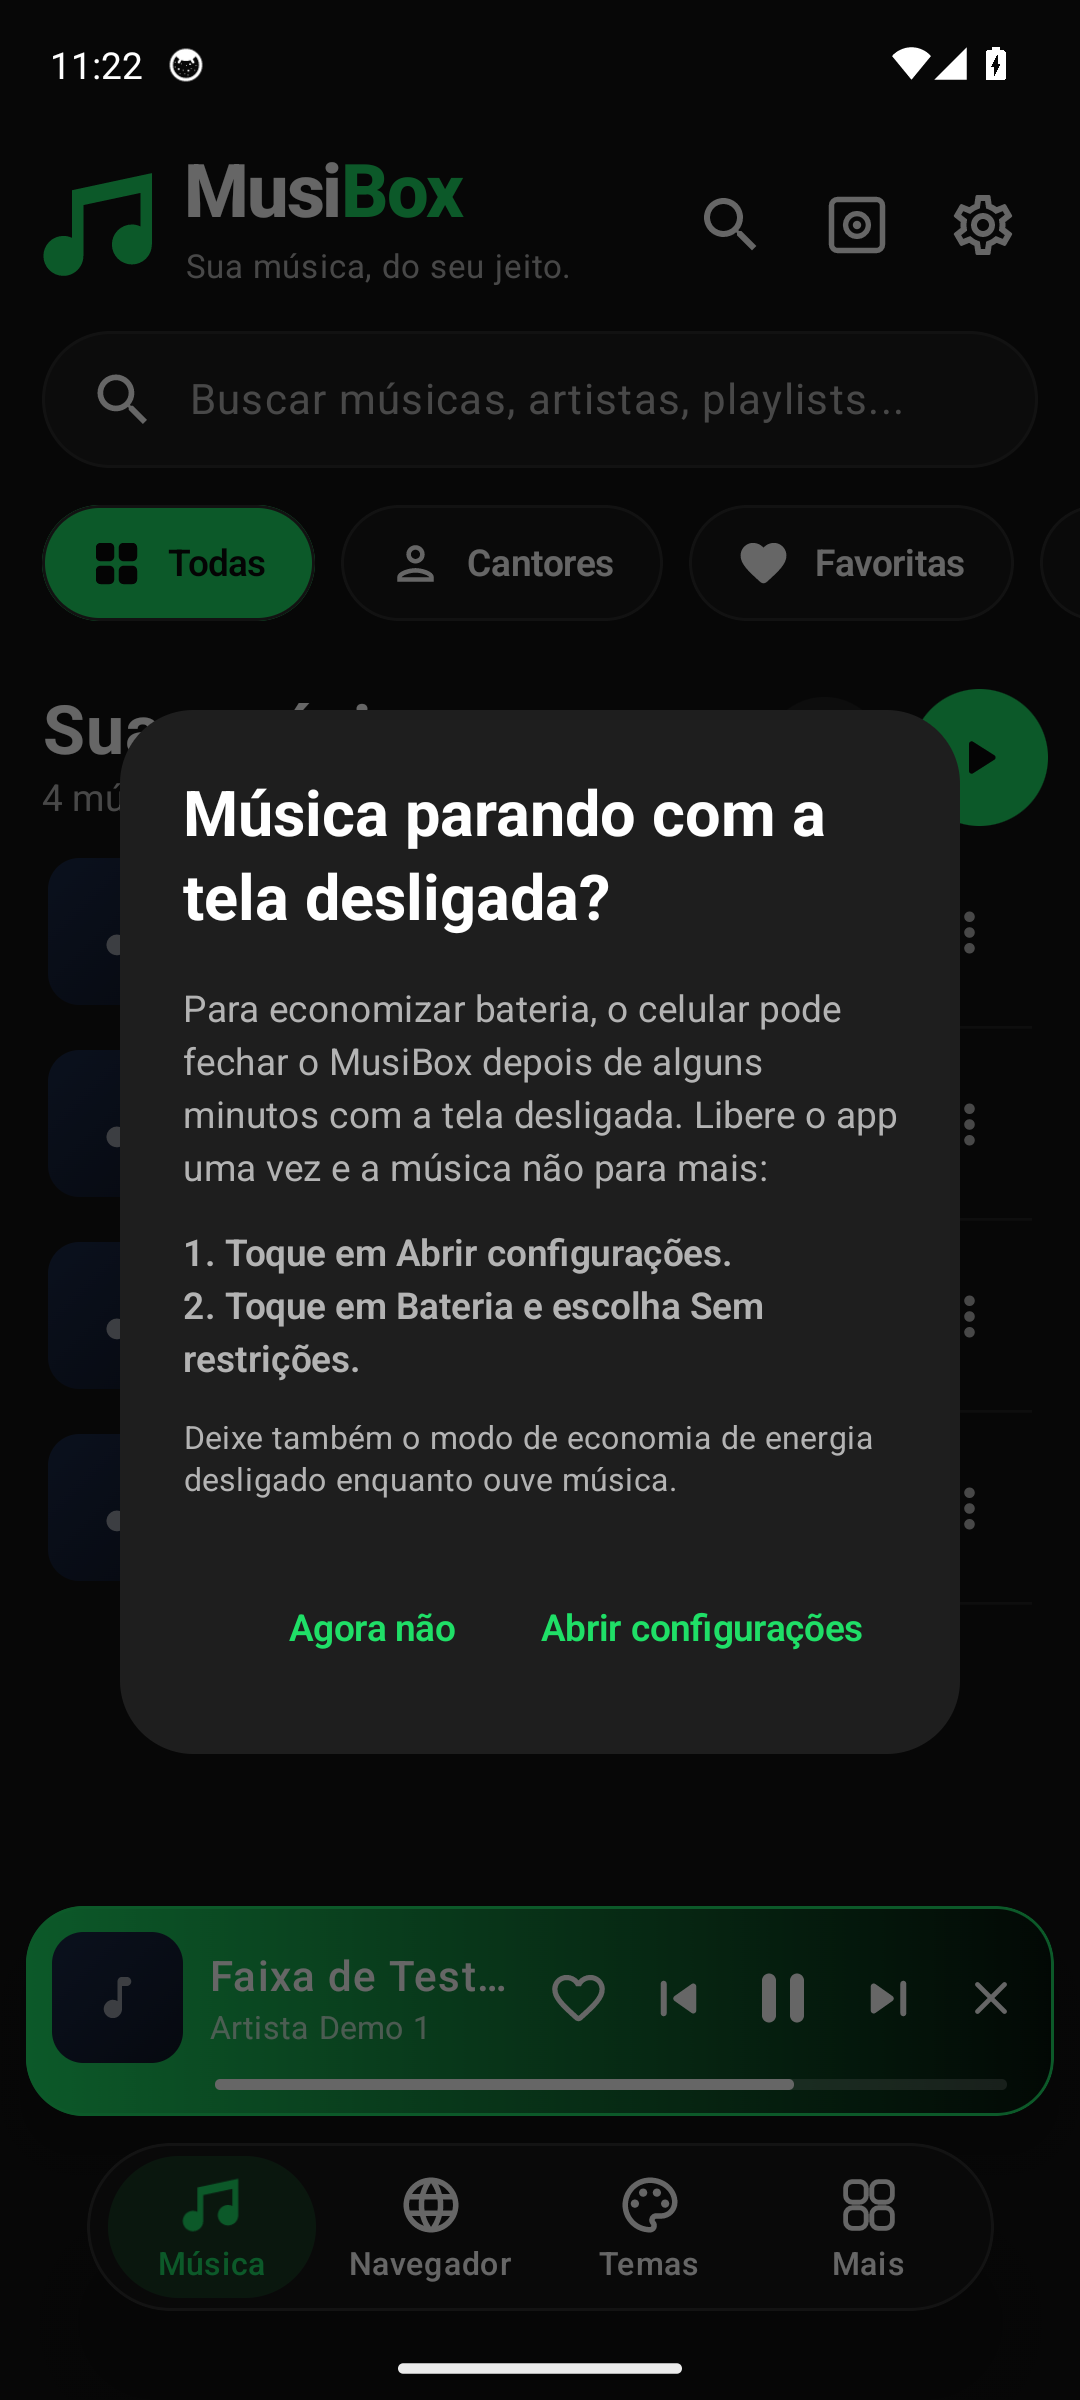 11:22
MusiBox
Sua música, do seu jeito.
Buscar músicas, artistas, playlists...
Todas
Cantores
Favoritas
Música parando com a
tela desligada?
Para economizar bateria, o celular pode
fechar o MusiBox depois de alguns
minutos com a tela desligada. Libere o app
uma vez e a música não para mais:
1. Toque em Abrir configurações.
2. Toque em Bateria e escolha Sem
restrições.
Deixe também o modo de economia de energia
desligado enquanto ouve música.
Agora não
Abrir configurações
Faixa de Test...
Artista Demo 1
Música
Navegador
Temas
Mais